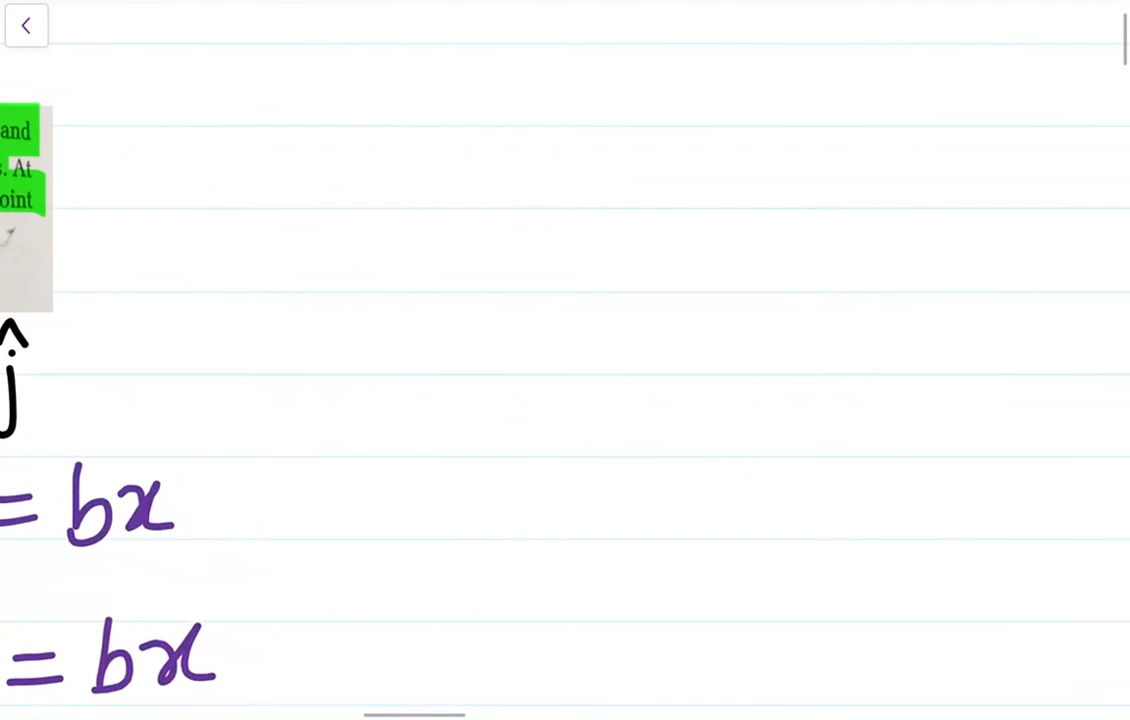 and
s. At
oint
ĵ
= bx
= bx